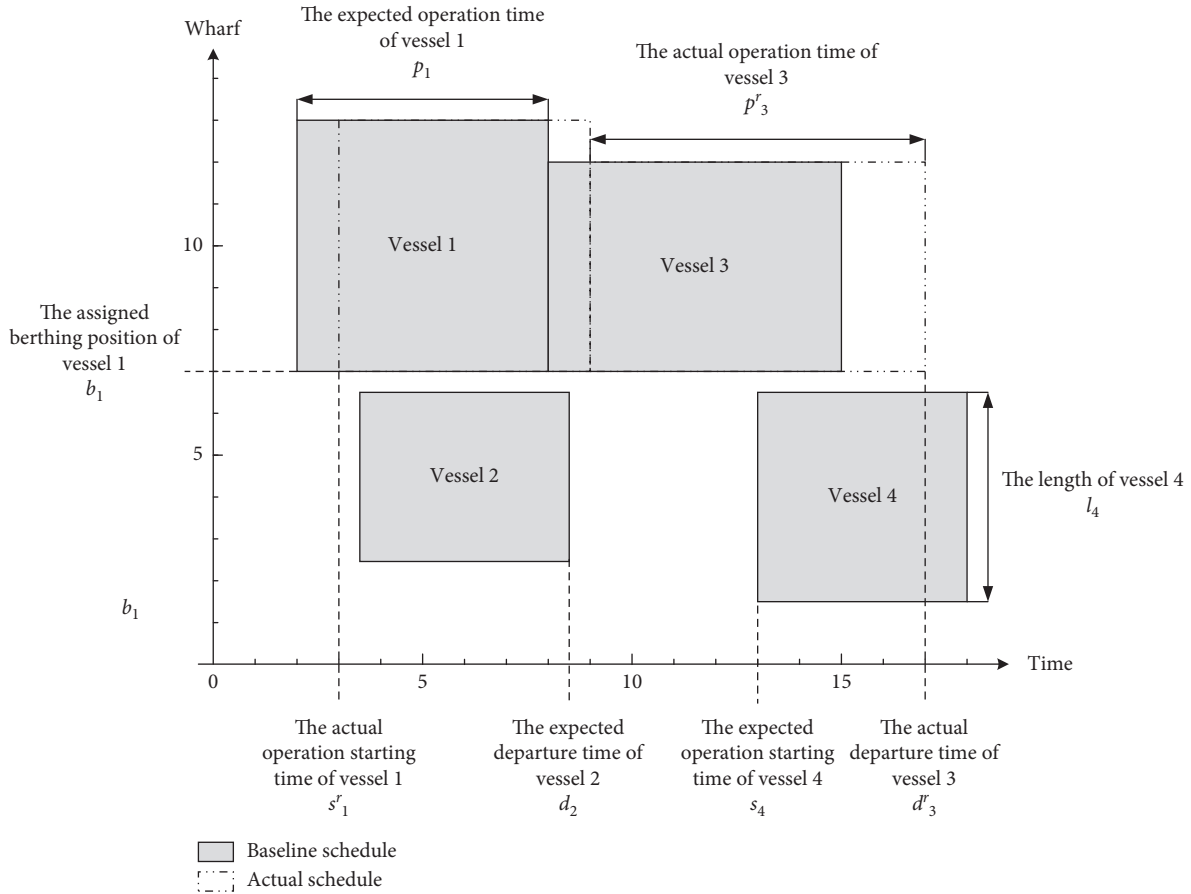 Wharf
The expected operation time
of vessel 1
p1
The actual operation time of
vessel 3
pr3
Vessel 1
Vessel 3
10
The assigned
berthing position of
vessel 1
b1
5
Vessel 2
Vessel 4
The length of vessel 4
l4
b1
Time
0
5
10
15
The actual
operation starting
time of vessel 1
sr1
The expected
departure time of
vessel 2
d2
The expected
operation starting
time of vessel 4
s4
The actual
departure time of
vessel 3
dr3
Baseline schedule
Actual schedule